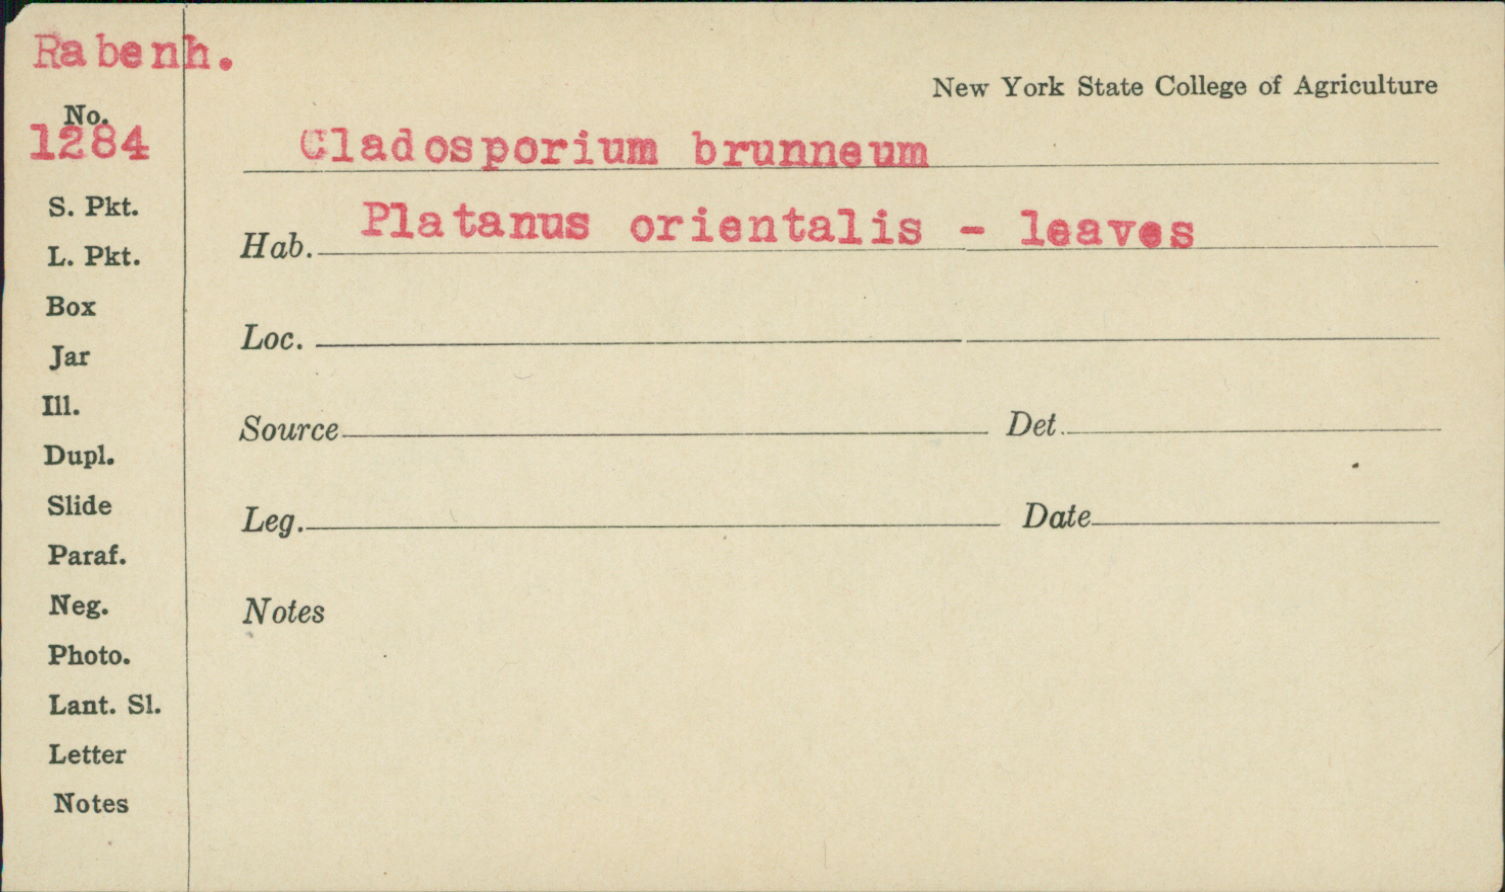 Rabenh.
New York State College of Agriculture
No.
1284
Cladosporium brunneum
Hab. Platanus orientalis - leaves
Loc.
Source Det.
Leg. Date
Notes
S. Pkt.
L. Pkt.
Box
Jar
Ill.
Dupl.
Slide
Paraf.
Neg.
Photo.
Lant. Sl.
Letter
Notes